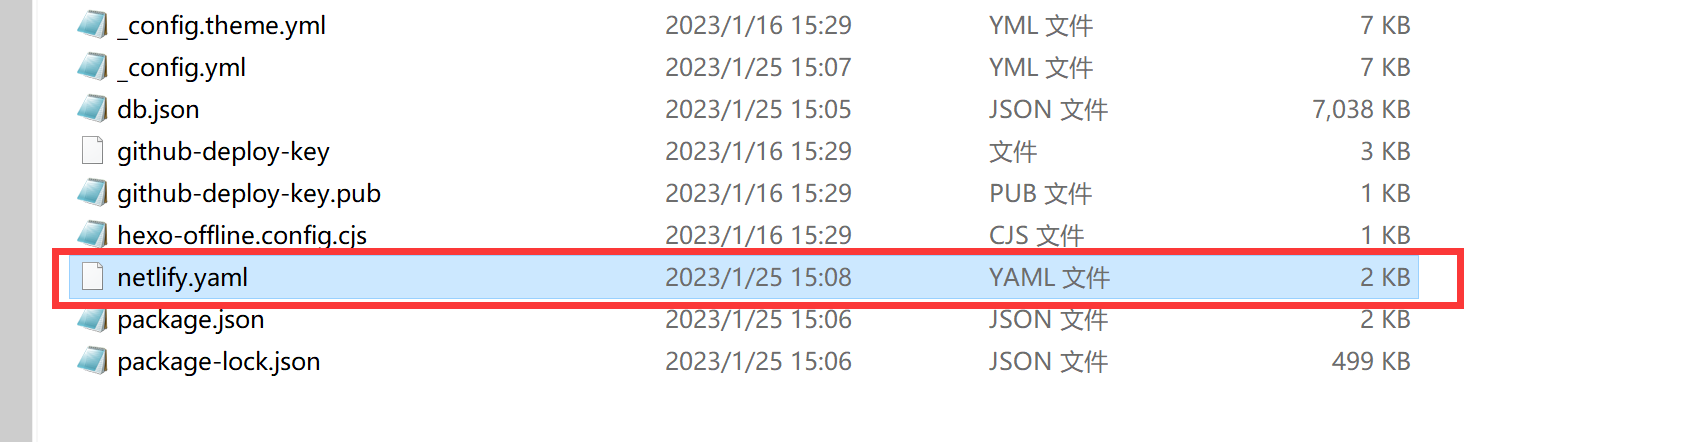 _config.theme.yml 2023/1/16 15:29 YML 文件 7 KB
_config.yml 2023/1/25 15:07 YML 文件 7 KB
db.json 2023/1/25 15:05 JSON 文件 7,038 KB
github-deploy-key 2023/1/16 15:29 文件 3 KB
github-deploy-key.pub 2023/1/16 15:29 PUB 文件 1 KB
hexo-offline.config.cjs 2023/1/16 15:29 CJS 文件 1 KB
netlify.yaml 2023/1/25 15:08 YAML 文件 2 KB
package.json 2023/1/25 15:06 JSON 文件 2 KB
package-lock.json 2023/1/25 15:06 JSON 文件 499 KB